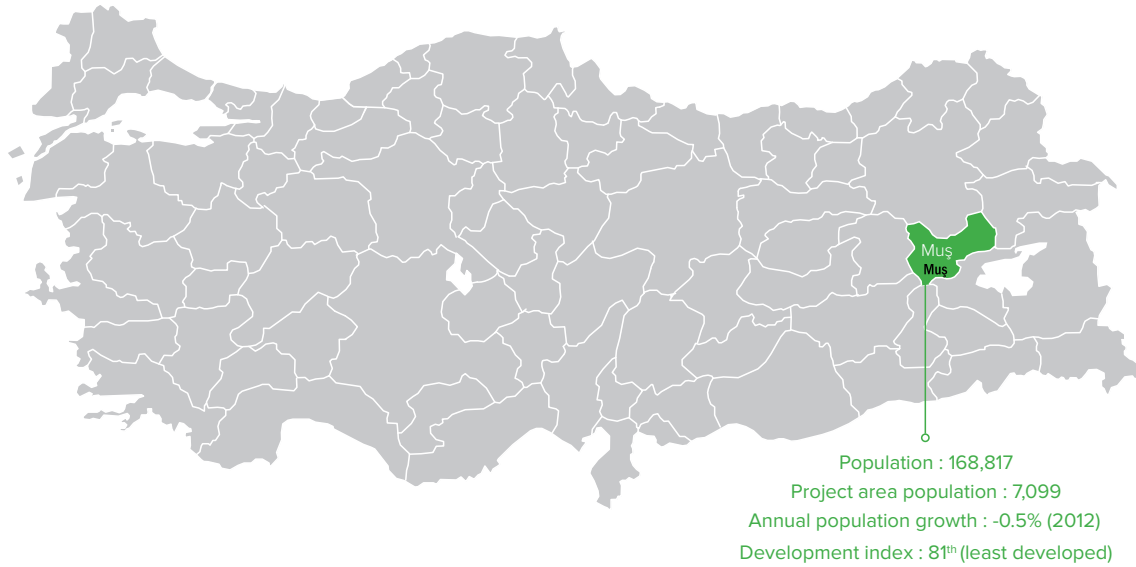 Muş
Muş
Population : 168,817
Project area population : 7,099
Annual population growth : -0.5% (2012)
Development index : 81th (least developed)